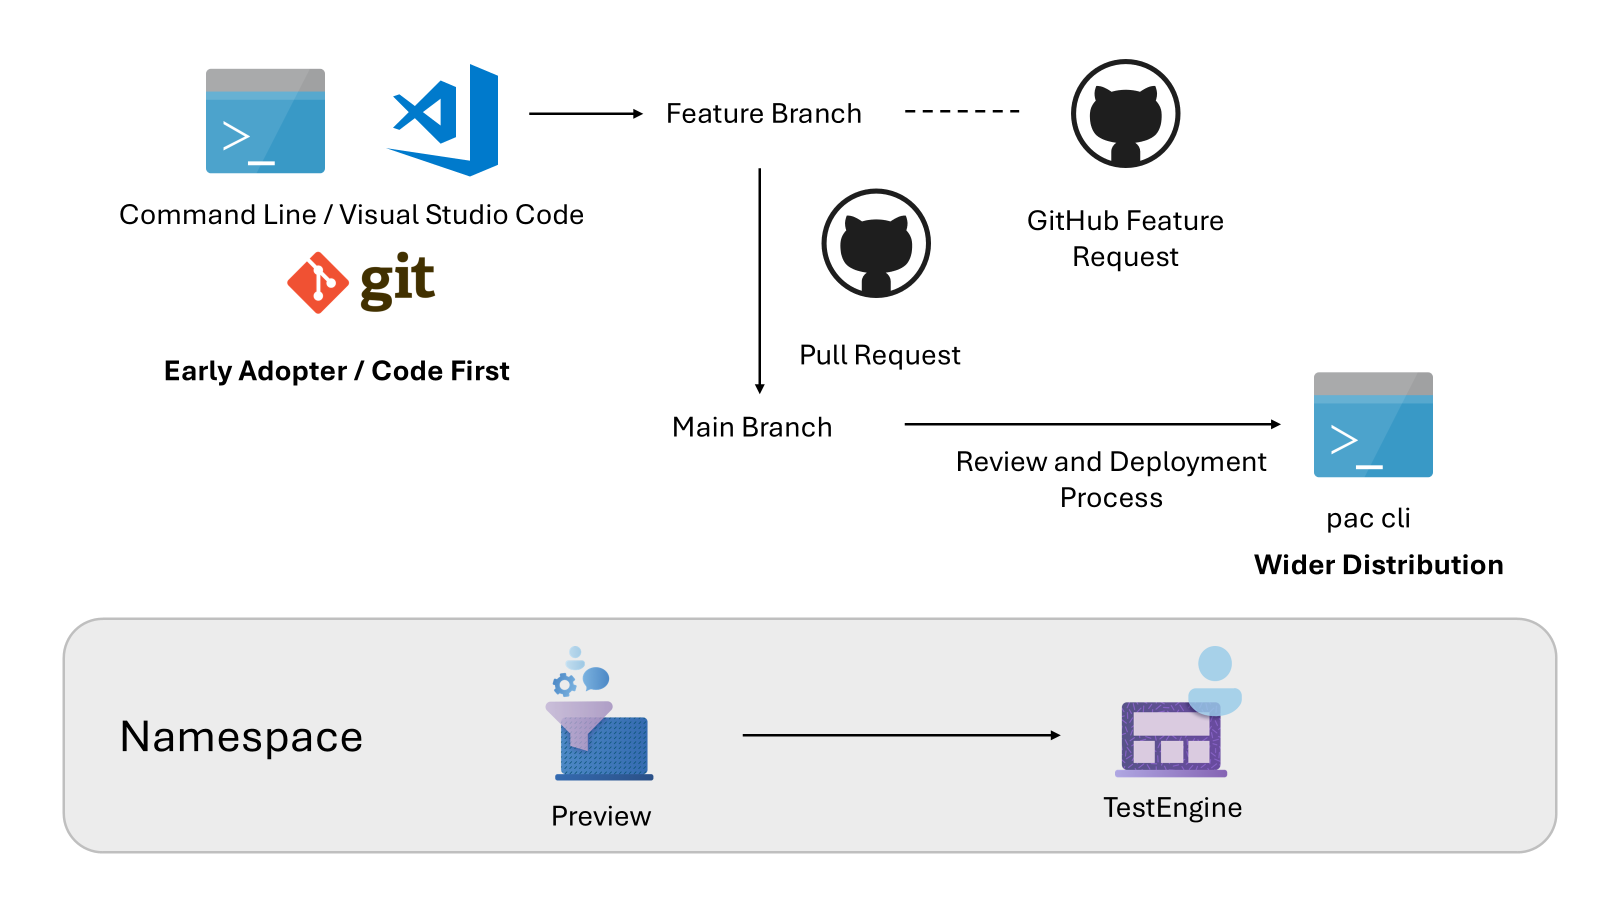 Feature Branch
Command Line / Visual Studio Code
git
Early Adopter / Code First
GitHub Feature
Request
Pull Request
Main Branch
Review and Deployment
Process
>_
pac cli
Wider Distribution
Namespace
Preview
TestEngine